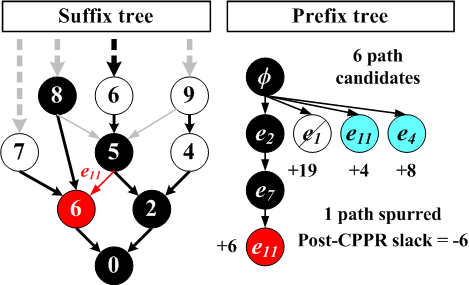 Suffix tree
8
6
9
7
5
4
e11
6
2
0
Prefix tree
ϕ
6 path
candidates
e2
e1
e11
e4
+19
+4
+8
e7
1 path spurred
+6
e11
Post-CPPR slack = -6